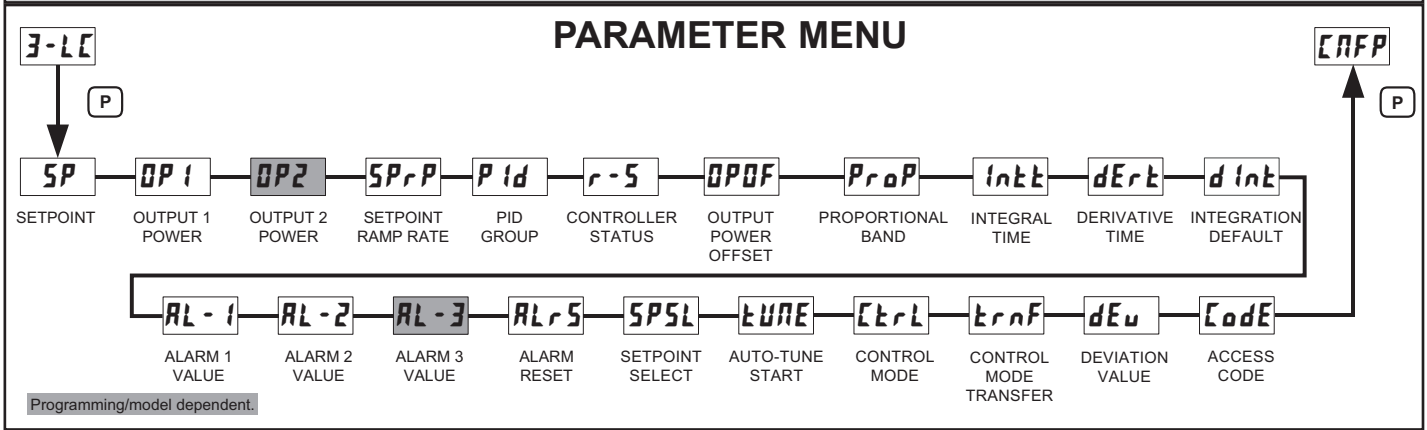 PARAMETER MENU
3-LC
CNFP
P
P
SP
OP1
OP2
SPrP
PId
r-S
OPOF
ProP
Intt
dErt
dInt
SETPOINT
OUTPUT 1
POWER
OUTPUT 2
POWER
SETPOINT
RAMP RATE
PID
GROUP
CONTROLLER
STATUS
OUTPUT
POWER
OFFSET
PROPORTIONAL
BAND
INTEGRAL
TIME
DERIVATIVE
TIME
INTEGRATION
DEFAULT
AL-1
AL-2
AL-3
ALrS
SPSL
tUNE
CtrL
trnF
dEv
CodE
ALARM 1
VALUE
ALARM 2
VALUE
ALARM 3
VALUE
ALARM
RESET
SETPOINT
SELECT
AUTO-TUNE
START
CONTROL
MODE
CONTROL
MODE
TRANSFER
DEVIATION
VALUE
ACCESS
CODE
Programming/model dependent.